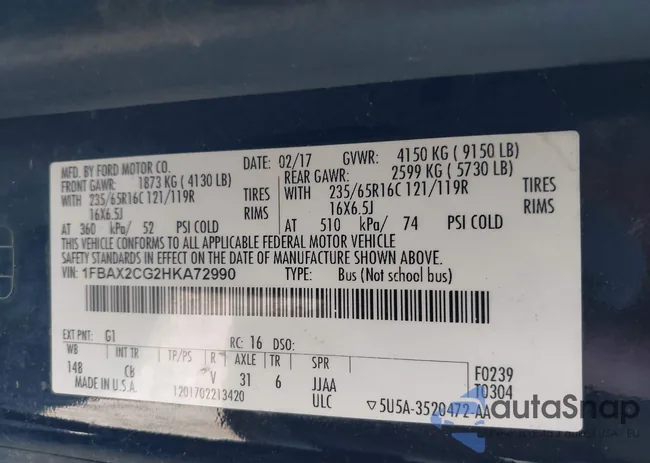 MFD. BY FORD MOTOR CO.
DATE: 02/17 GVWR: 4150 KG ( 9150 LB)
FRONT GAWR: 1873 KG ( 4130 LB) REAR GAWR: 2599 KG ( 5730 LB)
WITH 235/65R16C 121/119R TIRES WITH 235/65R16C 121/119R TIRES
16X6.5J RIMS 16X6.5J RIMS
AT 360 kPa/ 52 PSI COLD AT 510 kPa/ 74 PSI COLD
THIS VEHICLE CONFORMS TO ALL APPLICABLE FEDERAL MOTOR VEHICLE
SAFETY STANDARDS IN EFFECT ON THE DATE OF MANUFACTURE SHOWN ABOVE.
VIN: 1FBAX2CG2HKA72990 TYPE: Bus (Not school bus)
EXT PNT: G1 RC: 16 DSO:
WB INT TR TP/PS R AXLE TR SPR
14B CB V 31 6 JJAA F0239
MADE IN U.S.A. 1201702213420 ULC T0304
▽5U5A-3520472-AA
autoSnap